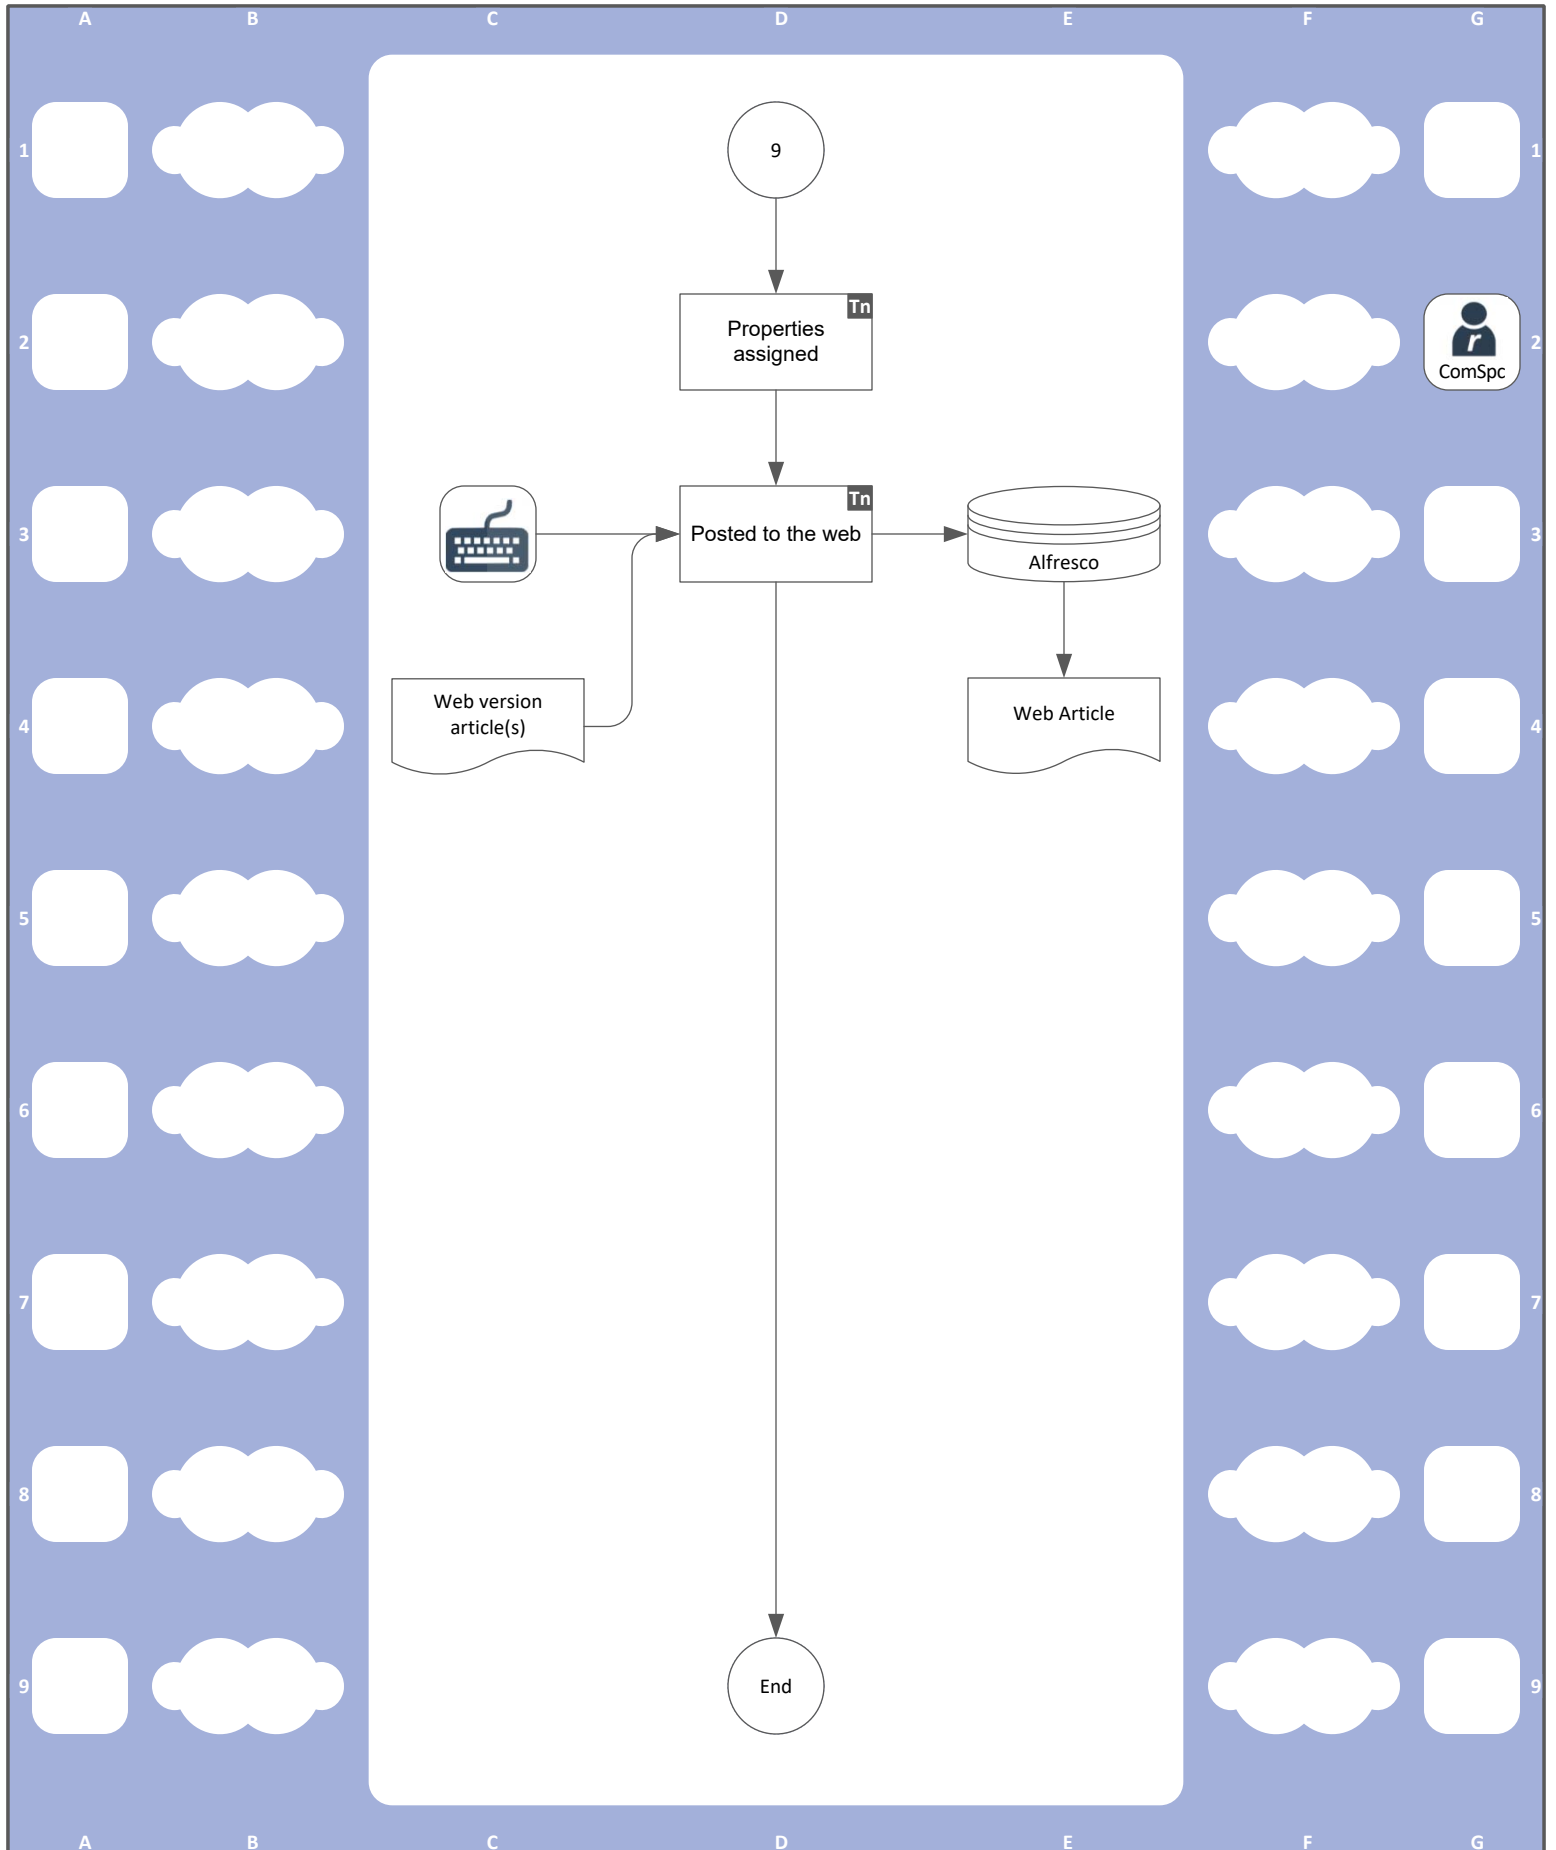 A B C D E F G
1 9 1
Tn
Properties
assigned
2 r 2
ComSpc
Tn
3 Posted to the web 3
Alfresco
Web version
article(s)
Web Article
4 4
5 5
6 6
7 7
8 8
9 End 9
A B C D E F G